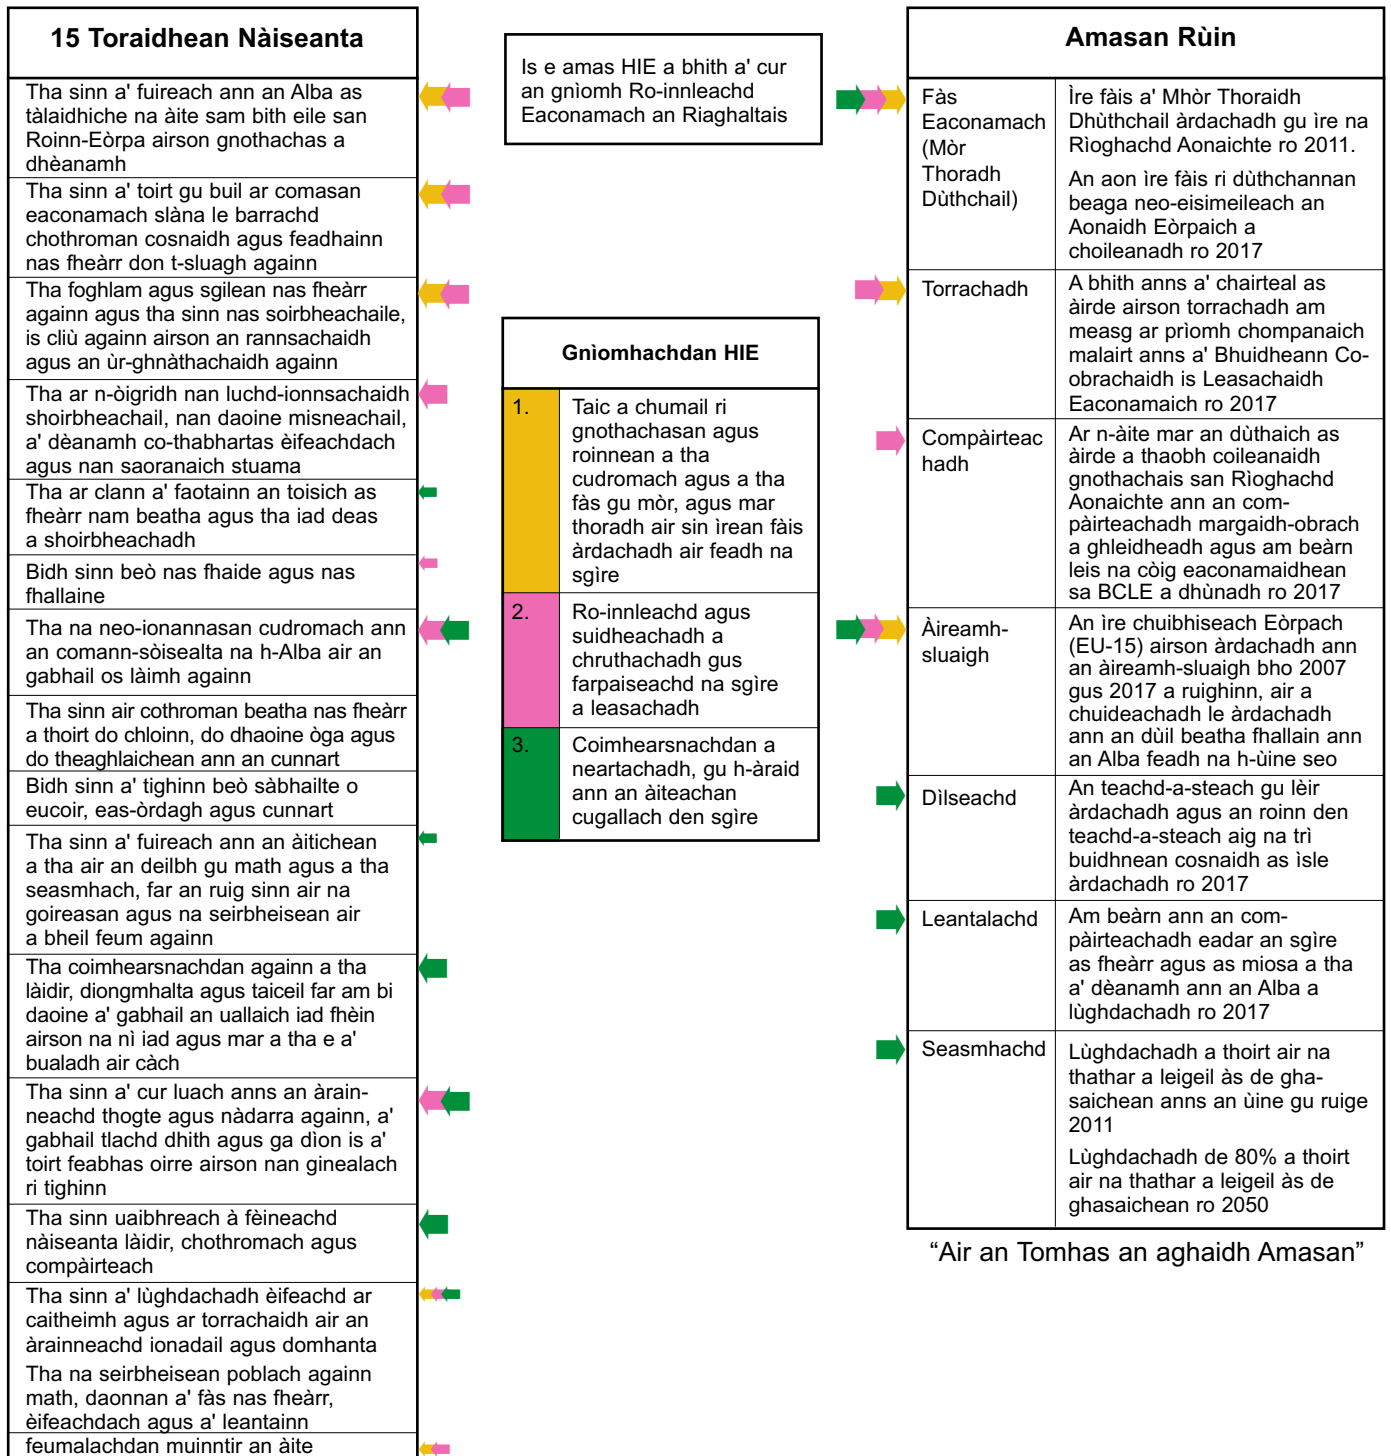 15 Toraidhean Nàiseanta
Tha sinn a' fuireach ann an Alba as
tàlaidhiche na àite sam bith eile san
Roinn-Eòrpa airson gnothachas a
dhèanamh
Tha sinn a' toirt gu buil ar comasan
eaconamach slàna le barrachd
chothroman cosnaidh agus feadhainn
nas fheàrr don t-sluagh againn
Tha foghlam agus sgilean nas fheàrr
againn agus tha sinn nas soirbheachaile,
is cliù againn airson an rannsachaidh
agus an ùr-ghnàthachaidh againn
Tha ar n-òigridh nan luchd-ionnsachaidh
shoirbheachail, nan daoine misneachail,
a' dèanamh co-thabhartas èifeachdach
agus nan saoranaich stuama
Tha ar clann a' faotainn an toisich as
fheàrr nam beatha agus tha iad deas
a shoirbheachadh
Bidh sinn beò nas fhaide agus nas
fhallaine
Tha na neo-ionannasan cudromach ann
an comann-sòisealta na h-Alba air an
gabhail os làimh againn
Tha sinn air cothroman beatha nas fheàrr
a thoirt do chloinn, do dhaoine òga agus
do theaghlaichean ann an cunnart
Bidh sinn a' tighinn beò sàbhailte o
eucoir, eas-òrdagh agus cunnart
Tha sinn a' fuireach ann an àitichean
a tha air an deilbh gu math agus a tha
seasmhach, far an ruig sinn air na
goireasan agus na seirbheisean air
a bheil feum againn
Tha coimhearsnachdan againn a tha
làidir, diongmhalta agus taiceil far am bi
daoine a' gabhail an uallaich iad fhèin
airson na nì iad agus mar a tha e a'
bualadh air càch
Tha sinn a' cur luach anns an àrain-
neachd thogte agus nàdarra againn, a'
gabhail tlachd dhith agus ga dìon is a'
toirt feabhas oirre airson nan ginealach
ri tighinn
Tha sinn uaibhreach à fèineachd
nàiseanta làidir, chothromach agus
compàirteach
Tha sinn a' lùghdachadh èifeachd ar
caitheimh agus ar torrachaidh air an
àrainneachd ionadail agus domhanta
Tha na seirbheisean poblach againn
math, daonnan a' fàs nas fheàrr,
èifeachdach agus a' leantainn
feumalachdan muinntir an àite
Is e amas HIE a bhith a' cur
an gnìomh Ro-innleachd
Eaconamach an Riaghaltais
Gnìomhachdan HIE
1. Taic a chumail ri
gnothachasan agus
roinnean a tha
cudromach agus a tha
fàs gu mòr, agus mar
thoradh air sin ìrean fàis
àrdachadh air feadh na
sgìre
2. Ro-innleachd agus
suidheachadh a
chruthachadh gus
farpaiseachd na sgìre
a leasachadh
3. Coimhearsnachdan a
neartachadh, gu h-àraid
ann an àiteachan
cugallach den sgìre
Amasan Rùin
Fàs
Eaconamach
(Mòr
Thoradh
Dùthchail)
Ìre fàis a' Mhòr Thoraidh
Dhùthchail àrdachadh gu ìre na
Rìoghachd Aonaichte ro 2011.
An aon ìre fàis ri dùthchannan
beaga neo-eisimeileach an
Aonaidh Eòrpaich a
choileanadh ro 2017
Torrachadh
A bhith anns a' chairteal as
àirde airson torrachadh am
measg ar prìomh chompanaich
malairt anns a' Bhuidheann Co-
obrachaidh is Leasachaidh
Eaconamaich ro 2017
Compàirteac
hadh
Ar n-àite mar an dùthaich as
àirde a thaobh coileanaidh
gnothachais san Rìoghachd
Aonaichte ann an com-
pàirteachadh margaidh-obrach
a ghleidheadh agus am beàrn
leis na còig eaconamaidhean
sa BCLE a dhùnadh ro 2017
Àireamh-
sluaigh
An ìre chuibhiseach Eòrpach
(EU-15) airson àrdachadh ann
an àireamh-sluaigh bho 2007
gus 2017 a ruighinn, air a
chuideachadh le àrdachadh
ann an dùil beatha fhallain ann
an Alba feadh na h-ùine seo
Dìlseachd
An teachd-a-steach gu lèir
àrdachadh agus an roinn den
teachd-a-steach aig na trì
buidhnean cosnaidh as ìsle
àrdachadh ro 2017
Leantalachd
Am beàrn ann an com-
pàirteachadh eadar an sgìre
as fheàrr agus as miosa a tha
a' dèanamh ann an Alba a
lùghdachadh ro 2017
Seasmhachd
Lùghdachadh a thoirt air na
thathar a leigeil às de gha-
saichean anns an ùine gu ruige
2011
Lùghdachadh de 80% a thoirt
air na thathar a leigeil às de
ghasaichean ro 2050
“Air an Tomhas an aghaidh Amasan”